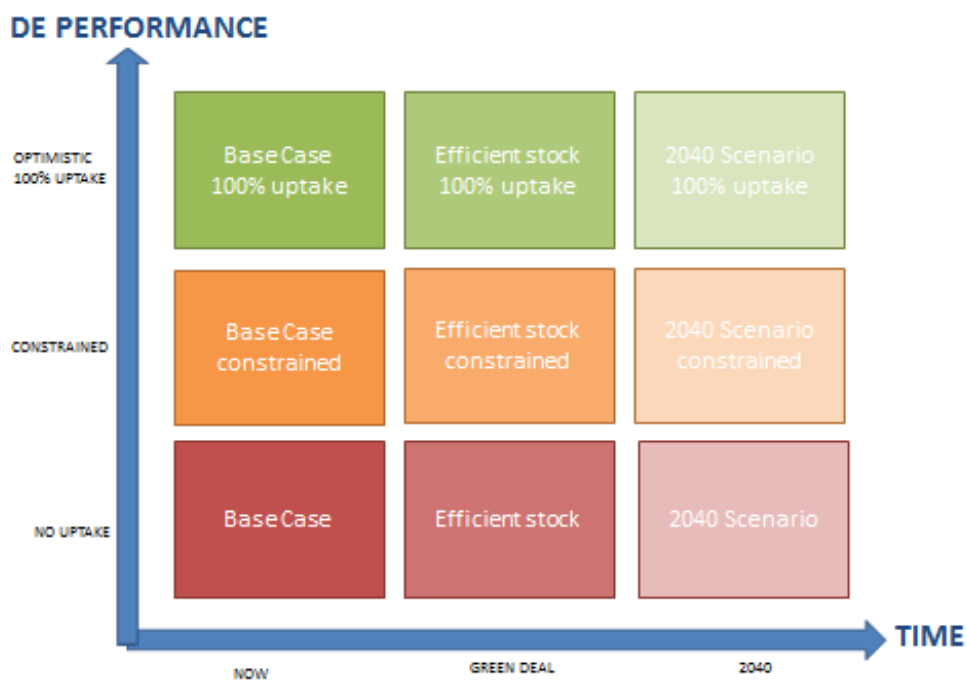 DE PERFORMANCE
OPTIMISTIC
100% UPTAKE
Base Case
100% uptake
Efficient stock
100% uptake
2040 Scenario
100% uptake
CONSTRAINED
Base Case
constrained
Efficient stock
constrained
2040 Scenario
constrained
NO UPTAKE
Base Case
Efficient stock
2040 Scenario
TIME
NOW
GREEN DEAL
2040